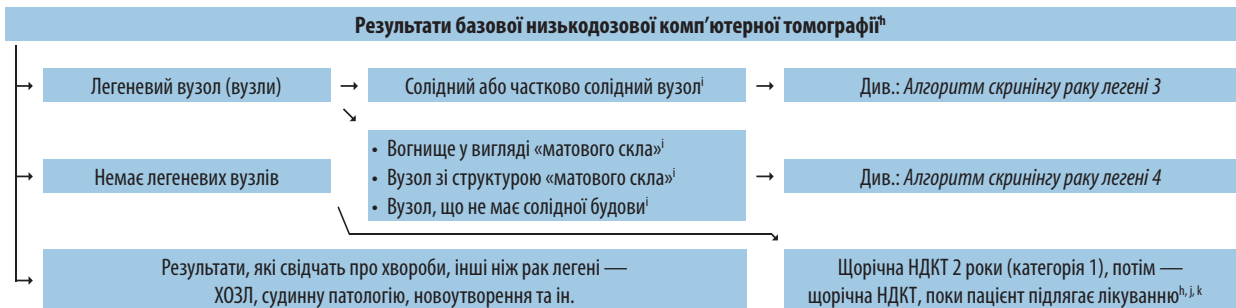 Результати базової низькодозової комп’ютерної томографіїʰ
Легеневий вузол (вузли)
Солідний або частково солідний вузолⁱ
Див.: Алгоритм скринінгу раку легені 3
• Вогнище у вигляді «матового скла»ⁱ
• Вузол зі структурою «матового скла»ⁱ
• Вузол, що не має солідної будовиⁱ
Немає легеневих вузлів
Див.: Алгоритм скринінгу раку легені 4
Результати, які свідчать про хвороби, інші ніж рак легені —
ХОЗЛ, судинну патологію, новоутворення та ін.
Щорічна НДКТ 2 роки (категорія 1), потім —
щорічна НДКТ, поки пацієнт підлягає лікуваннюʰ, ʲ, ᵏ